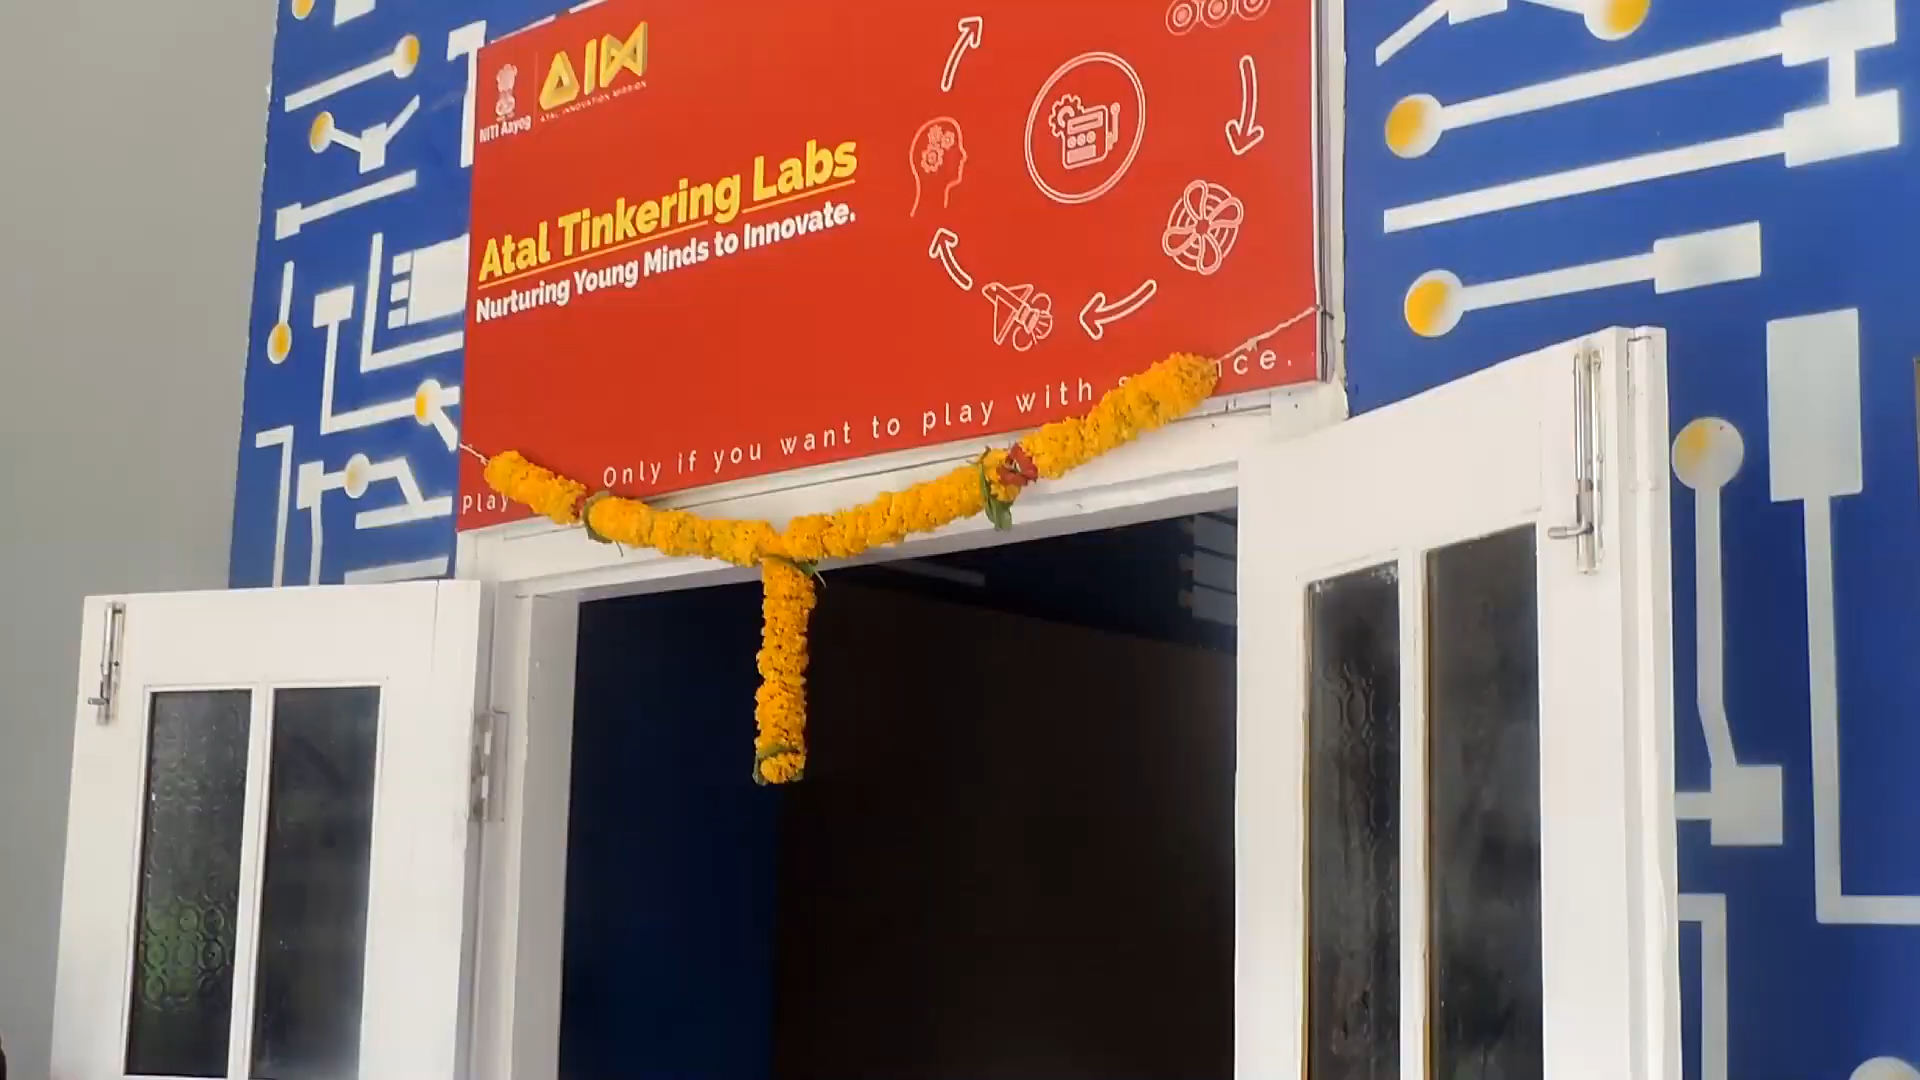 NITI Aayog
AIM
ATAL INNOVATION MISSION
Atal Tinkering Labs
Nurturing Young Minds to Innovate.
Play Only if you want to play with